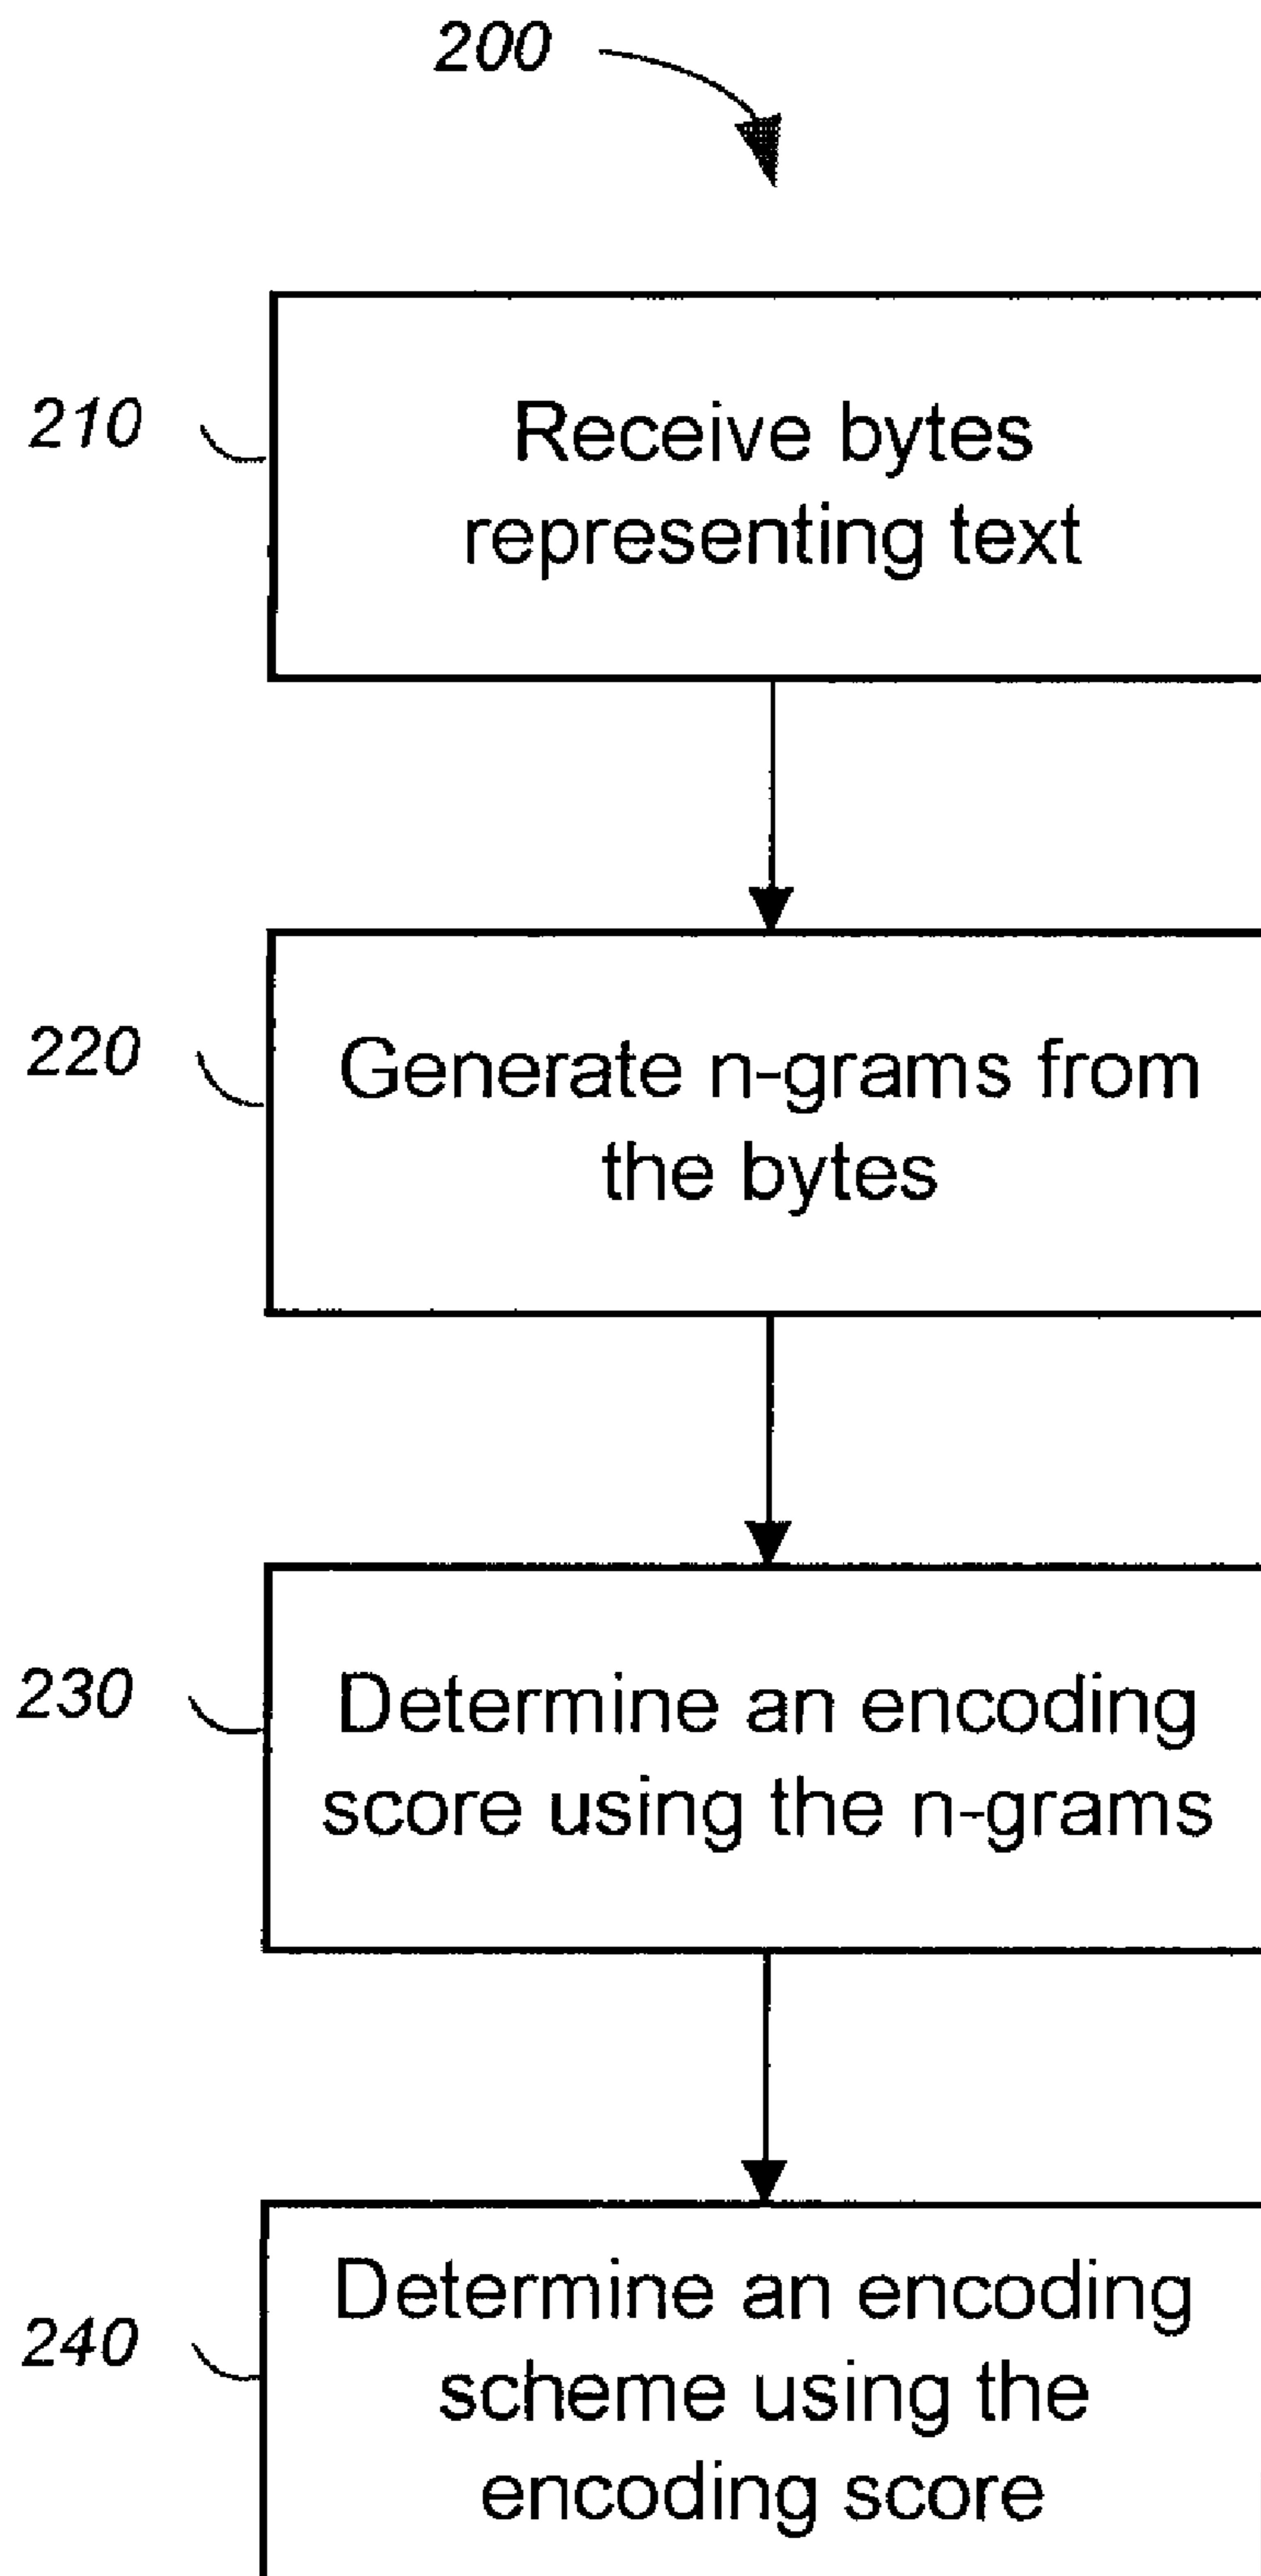 200
210
Receive bytes
representing text
220
Generate n-grams from
the bytes
230
Determine an encoding
score using the n-grams
240
Determine an encoding
scheme using the
encoding score